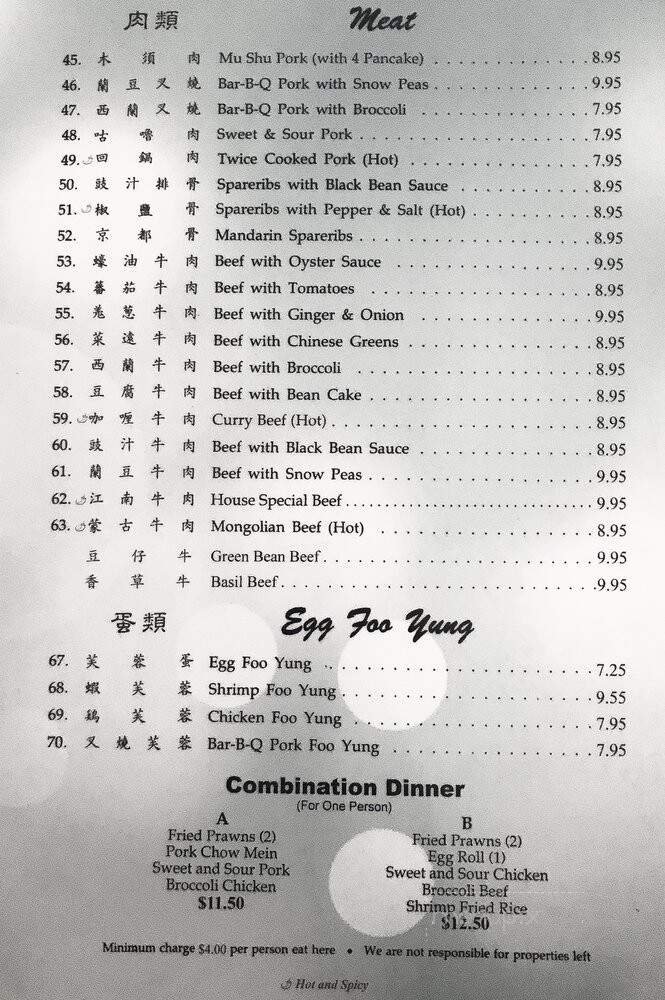 肉類 Meat
45. 木須肉 Mu Shu Pork (with 4 Pancake) 8.95
46. 蘭豆叉燒 Bar-B-Q Pork with Snow Peas 9.95
47. 西蘭叉燒 Bar-B-Q Pork with Broccoli 7.95
48. 咕嚕肉 Sweet & Sour Pork 7.95
49. 回鍋肉 Twice Cooked Pork (Hot) 7.95
50. 豉汁排骨 Spareribs with Black Bean Sauce 8.95
51. 椒鹽骨 Spareribs with Pepper & Salt (Hot) 8.95
52. 京都骨 Mandarin Spareribs 8.95
53. 蠔油牛肉 Beef with Oyster Sauce 9.95
54. 蕃茄牛肉 Beef with Tomatoes 8.95
55. 羗葱牛肉 Beef with Ginger & Onion 9.95
56. 菜遠牛肉 Beef with Chinese Greens 8.95
57. 西蘭牛肉 Beef with Broccoli 8.95
58. 豆腐牛肉 Beef with Bean Cake 8.95
59. 咖喱牛肉 Curry Beef (Hot) 8.95
60. 豉汁牛肉 Beef with Black Bean Sauce 8.95
61. 蘭豆牛肉 Beef with Snow Peas 9.95
62. 江南牛肉 House Special Beef 9.95
63. 蒙古牛肉 Mongolian Beef (Hot) 8.95
豆仔牛 Green Bean Beef 9.95
香草牛 Basil Beef 9.95
蛋類 Egg Foo Yung
67. 芙蓉蛋 Egg Foo Yung 7.25
68. 蝦芙蓉 Shrimp Foo Yung 9.55
69. 鷄芙蓉 Chicken Foo Yung 7.95
70. 叉燒芙蓉 Bar-B-Q Pork Foo Yung 7.95
Combination Dinner
(For One Person)
A
Fried Prawns (2)
Pork Chow Mein
Sweet and Sour Pork
Broccoli Chicken
$11.50
B
Fried Prawns (2)
Egg Roll (1)
Sweet and Sour Chicken
Broccoli Beef
Shrimp Fried Rice
$12.50
Minimum charge $4.00 per person eat here • We are not responsible for properties left
Hot and Spicy